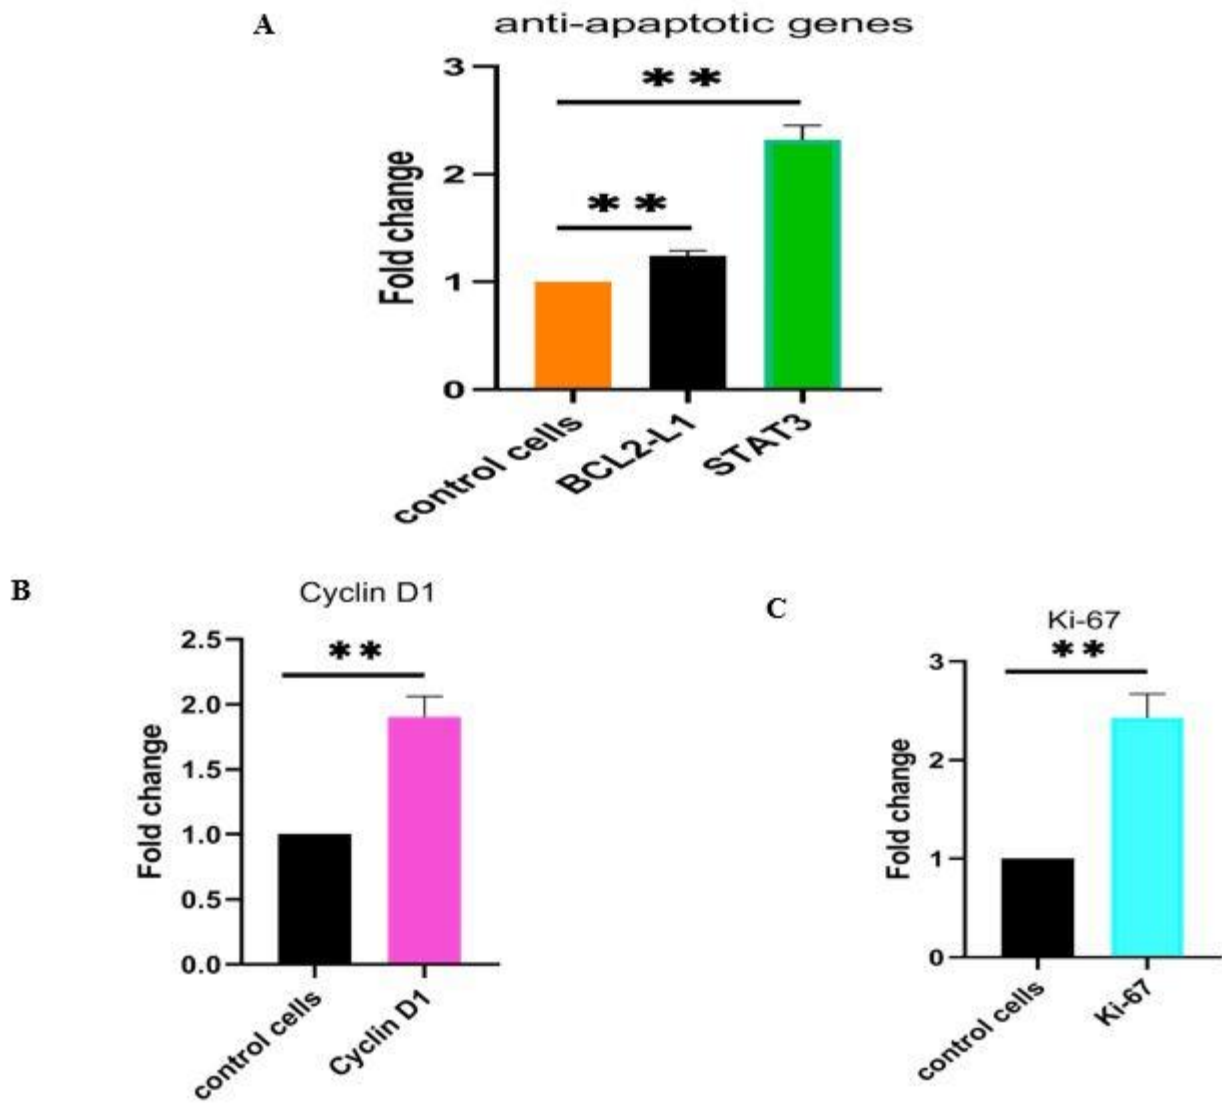 A
anti-apaptotic genes
Fold change
3
2
1
0
**
**
control cells
BCL2-L1
STAT3
B
Cyclin D1
Fold change
2.5
2.0
1.5
1.0
0.5
0.0
**
control cells
Cyclin D1
C
Ki-67
Fold change
3
2
1
0
**
control cells
Ki-67